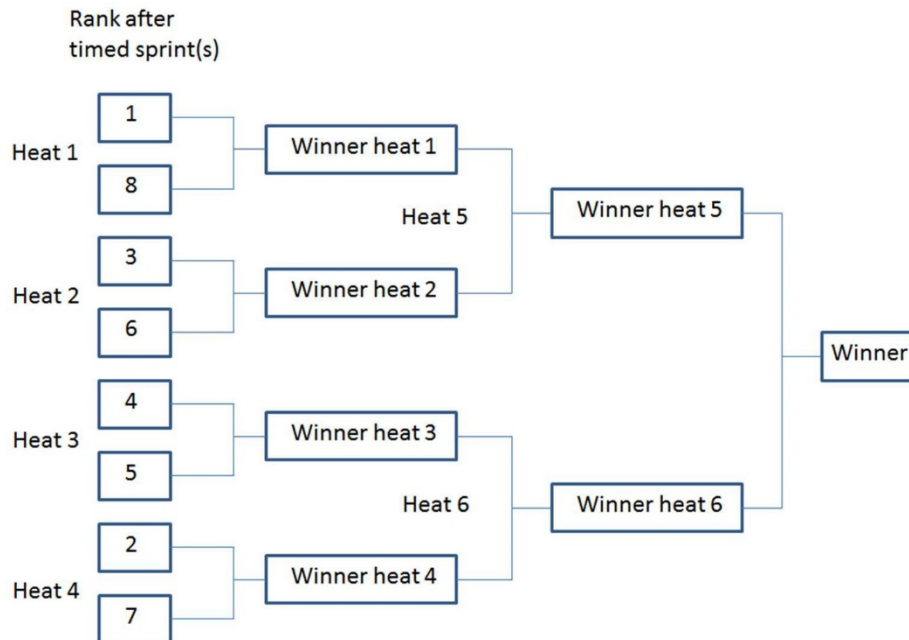 Rank after
timed sprint(s)
1
Heat 1
8
Winner heat 1
3
Heat 2
6
Winner heat 2
Heat 5
Winner heat 5
4
Heat 3
5
Winner heat 3
2
Heat 4
7
Winner heat 4
Heat 6
Winner heat 6
Winner